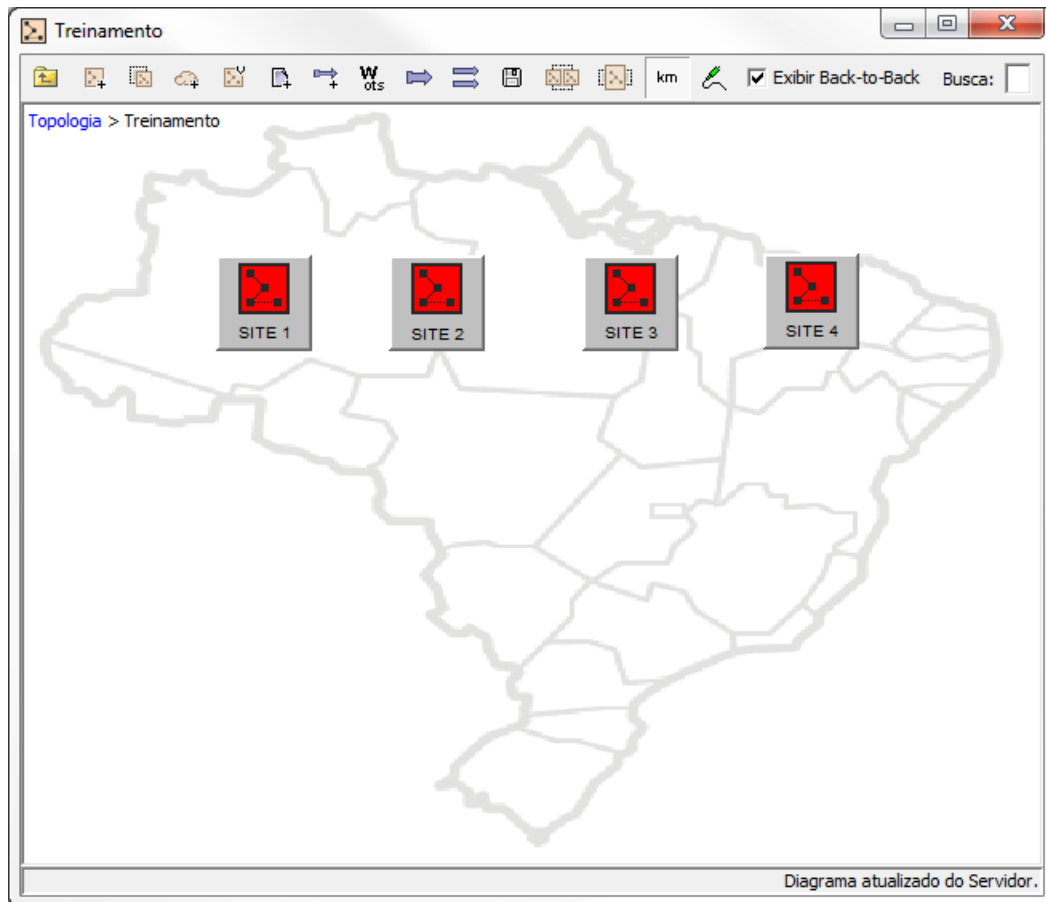 Treinamento
W
ots
km
Exibir Back-to-Back
Busca:
Topologia > Treinamento
SITE 1
SITE 2
SITE 3
SITE 4
Diagrama atualizado do Servidor.